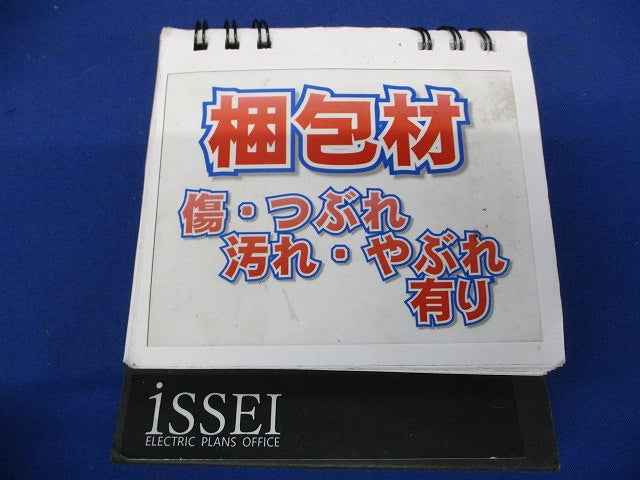 梱包材
傷・つぶれ
汚れ・やぶれ
有り
iSSEI
ELECTRIC PLANS OFFICE